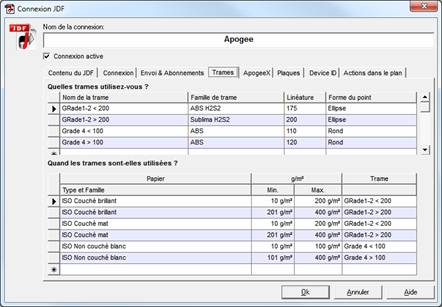 Connexion JDF
JDF
Nom de la connexion:
Apogee
Connexion active
Contenu du JDF Connexion Envoi & Abonnements Trames ApogeeX Plaques Device ID Actions dans le plan
Quelles trames utilisez-vous ?
Nom de la trame Famille de trame Linéature Forme du point
GRade1-2 < 200 ABS H2S2 175 Ellipse
GRade1-2 > 200 Sublima H2S2 200 Ellipse
Grade 4 < 100 ABS 110 Rond
Grade 4 > 100 ABS 120 Rond
Quand les trames sont-elles utilisées ?
Papier g/m² Trame
Type et Famille Min. Max.
ISO Couché brillant 10 g/m² 200 g/m² GRade1-2 < 200
ISO Couché brillant 201 g/m² 400 g/m² GRade1-2 > 200
ISO Couché mat 10 g/m² 200 g/m² GRade1-2 < 200
ISO Couché mat 201 g/m² 400 g/m² GRade1-2 > 200
ISO Non couché blanc 10 g/m² 100 g/m² Grade 4 < 100
ISO Non couché blanc 101 g/m² 400 g/m² Grade 4 > 100
Ok Annuler Aide